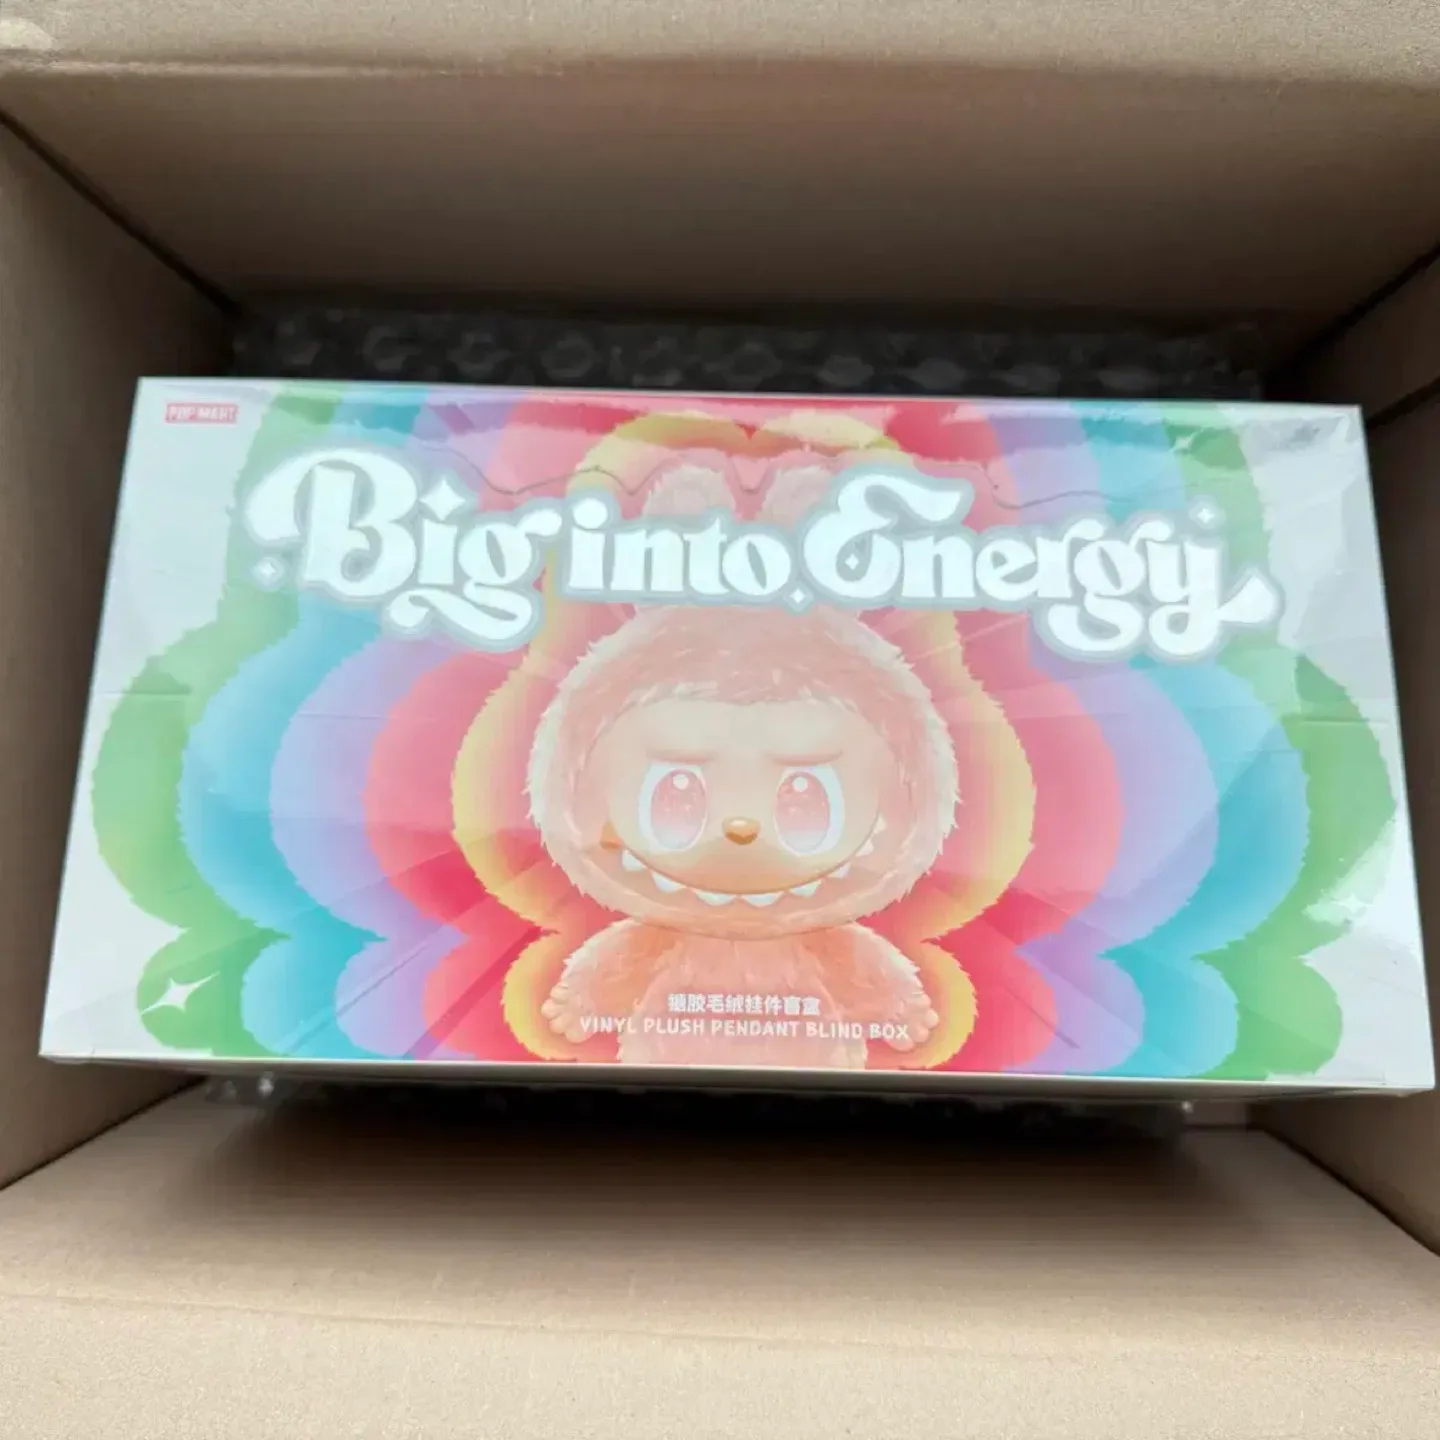 POP MART
Big into Energy
搪胶毛绒挂件盲盒
VINYL PLUSH PENDANT BLIND BOX